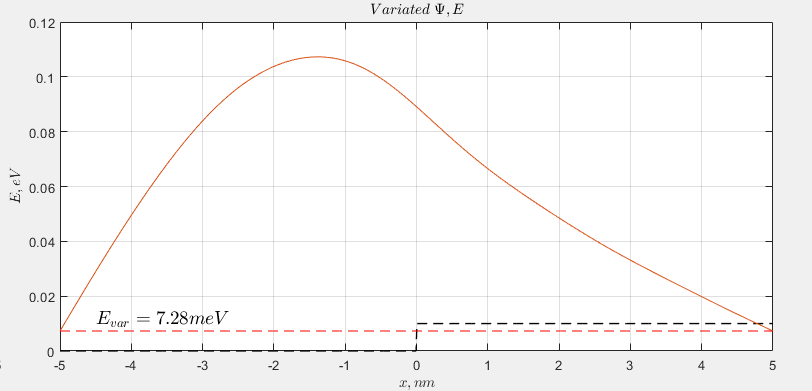 Variated Ψ, E
0.12
0.1
0.08
0.06
0.04
0.02
0
E, eV
E_var = 7.28meV
-5 -4 -3 -2 -1 0 1 2 3 4 5
x, nm